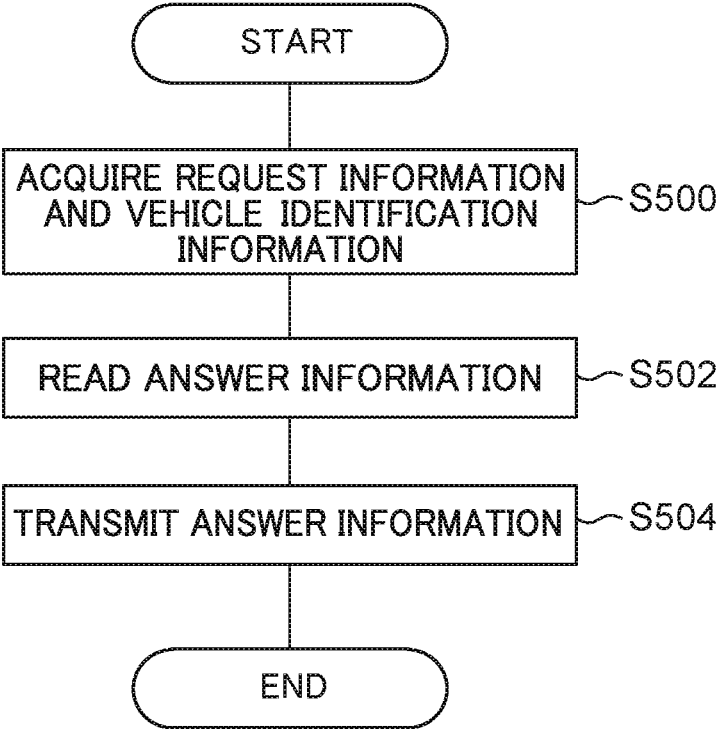 START
ACQUIRE REQUEST INFORMATION
AND VEHICLE IDENTIFICATION
INFORMATION
S500
READ ANSWER INFORMATION
S502
TRANSMIT ANSWER INFORMATION
S504
END